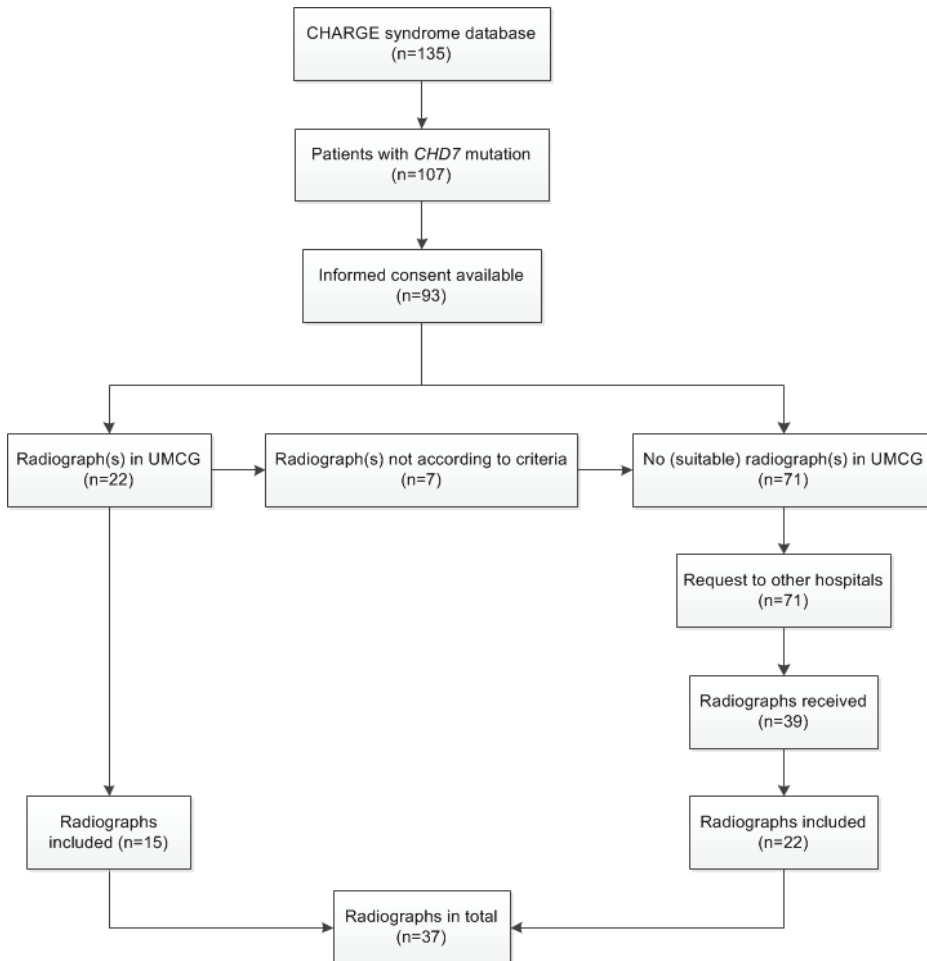 CHARGE syndrome database
(n=135)
Patients with CHD7 mutation
(n=107)
Informed consent available
(n=93)
Radiograph(s) in UMCG
(n=22)
Radiograph(s) not according to criteria
(n=7)
No (suitable) radiograph(s) in UMCG
(n=71)
Request to other hospitals
(n=71)
Radiographs received
(n=39)
Radiographs
included (n=15)
Radiographs included
(n=22)
Radiographs in total
(n=37)